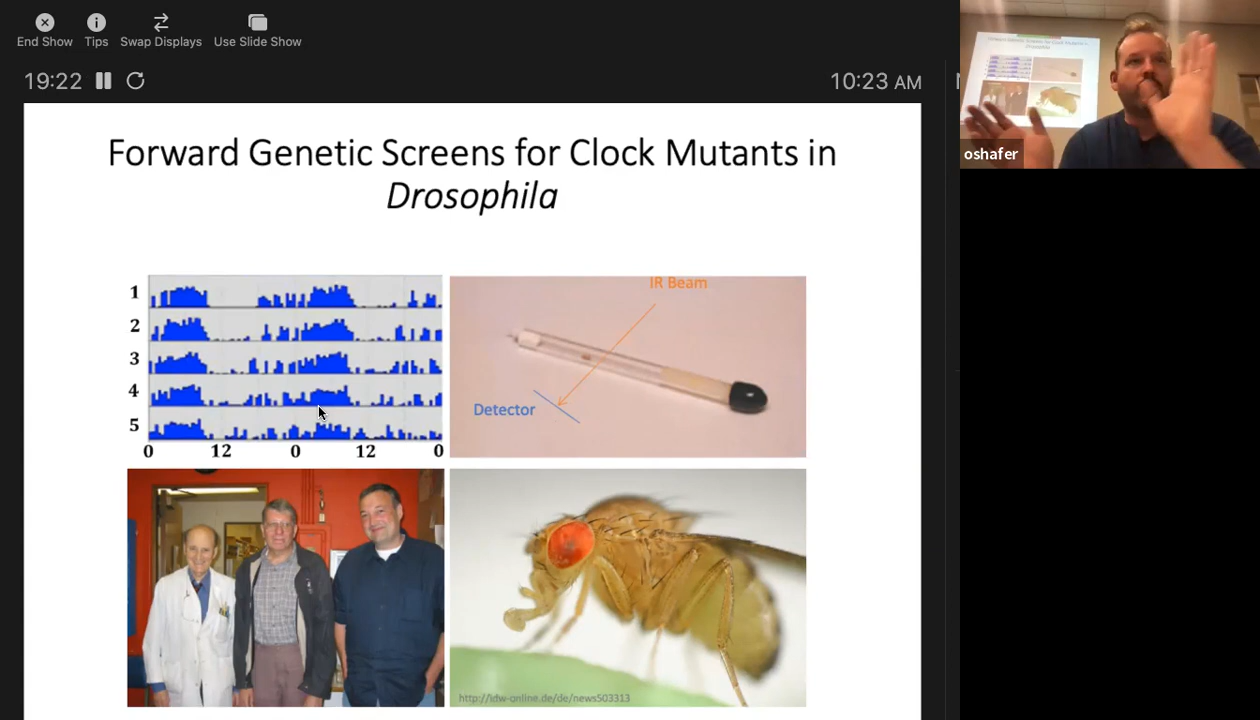 End Show
Tips
Swap Displays
Use Slide Show
19:22
10:23 AM
oshafer
Forward Genetic Screens for Clock Mutants in
Drosophila
1
2
3
4
5
0 12 0 12 0
IR Beam
Detector
http://idw-online.de/de/news503313